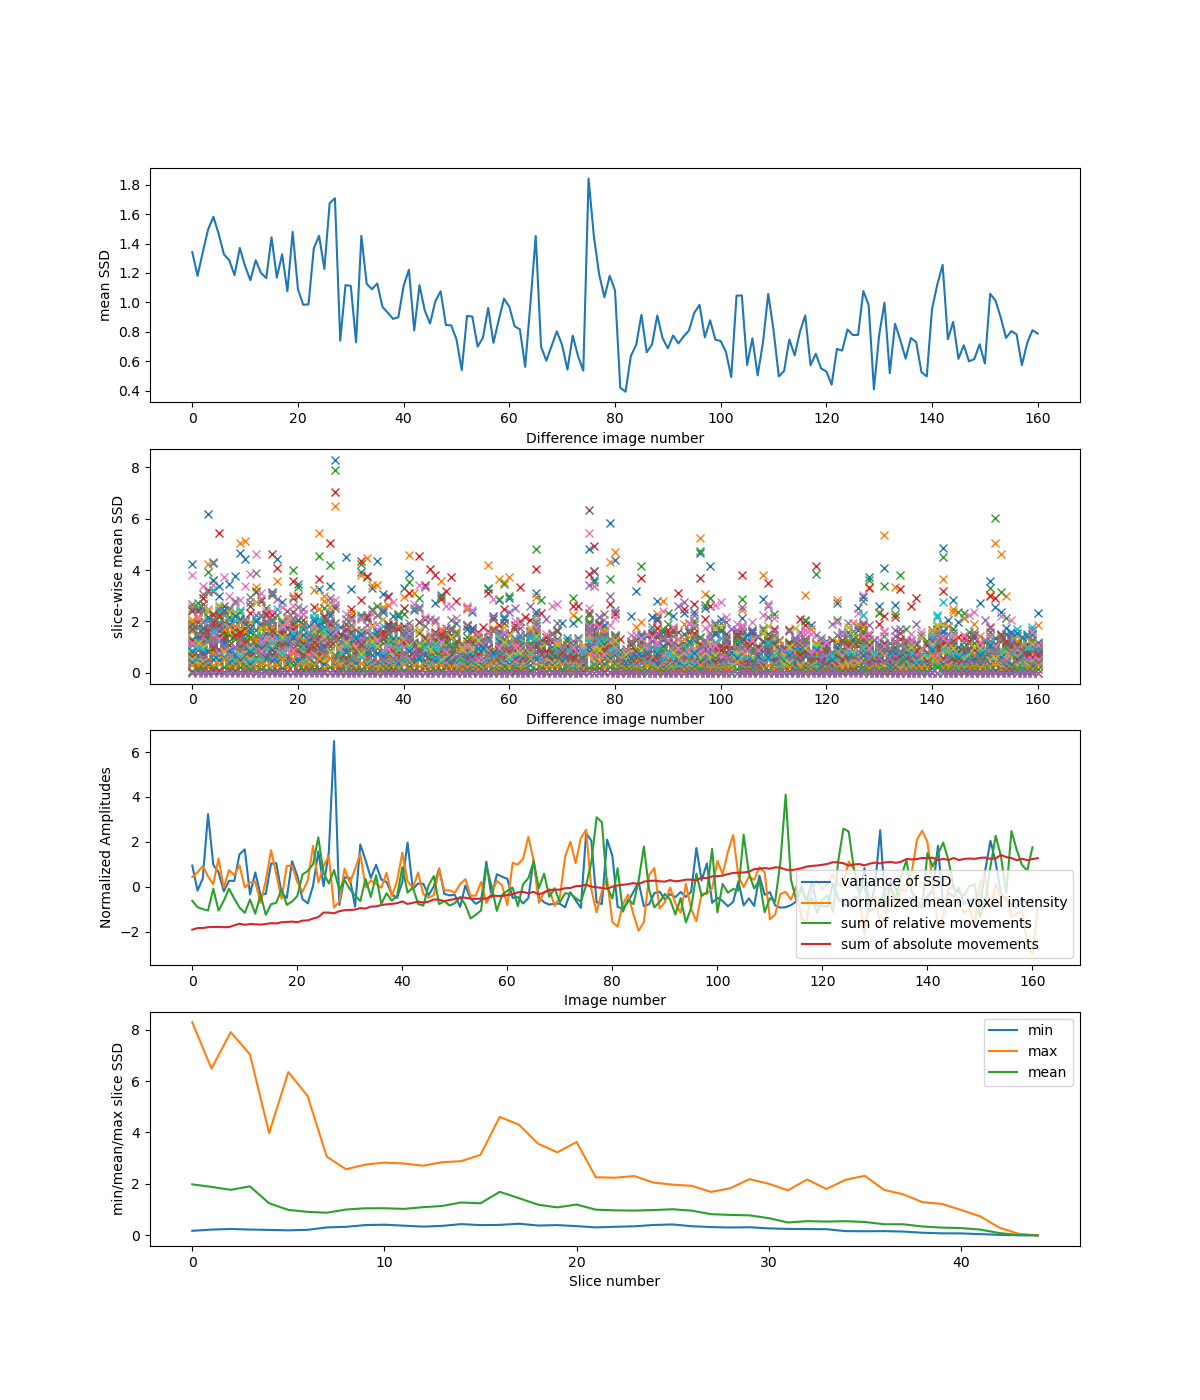 mean SSD
1.8
1.6
1.4
1.2
1.0
0.8
0.6
0.4
0 20 40 60 80 100 120 140 160
Difference image number
slice-wise mean SSD
8
6
4
2
0
0 20 40 60 80 100 120 140 160
Difference image number
Normalized Amplitudes
6
4
2
0
−2
variance of SSD
normalized mean voxel intensity
sum of relative movements
sum of absolute movements
0 20 40 60 80 100 120 140 160
Image number
min/mean/max slice SSD
8
6
4
2
0
min
max
mean
0 10 20 30 40
Slice number